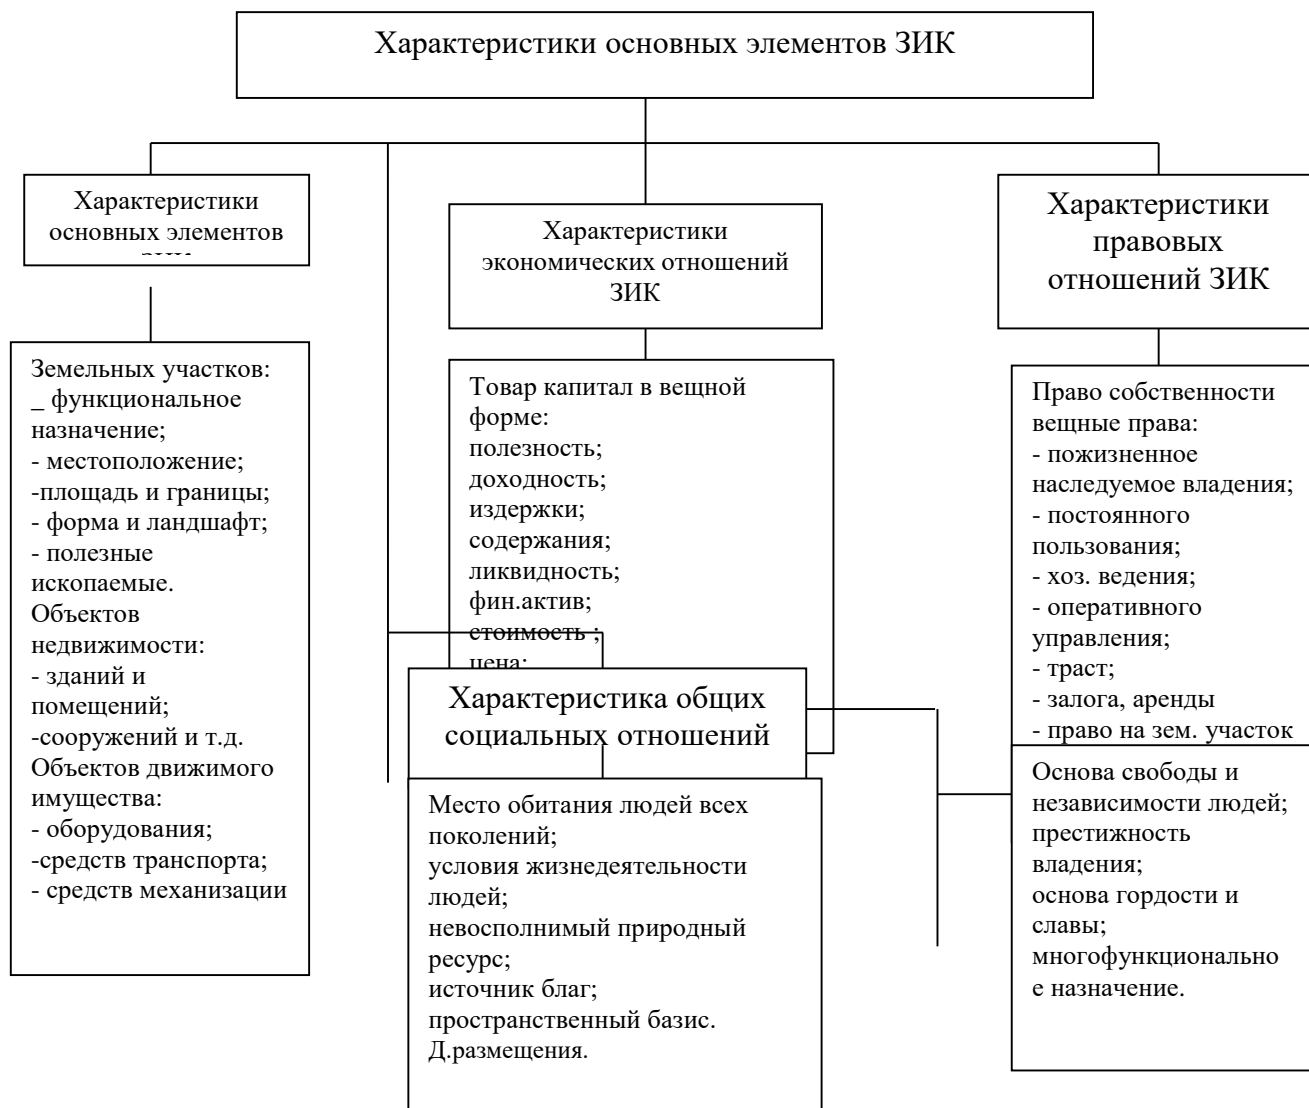 Характеристики основных элементов ЗИК
Характеристики
основных элементов
Земельных участков:
_ функциональное
назначение;
- местоположение;
-площадь и границы;
- форма и ландшафт;
- полезные
ископаемые.
Объектов
недвижимости:
- зданий и
помещений;
-сооружений и т.д.
Объектов движимого
имущества:
- оборудования;
-средств транспорта;
- средств механизации
Характеристики
экономических отношений
ЗИК
Товар капитал в вещной
форме:
полезность;
доходность;
издержки;
содержания;
ликвидность;
фин.актив;
стоимость ;
цена;
Характеристика общих
социальных отношений
Место обитания людей всех
поколений;
условия жизнедеятельности
людей;
невосполнимый природный
ресурс;
источник благ;
пространственный базис.
Д.размещения.
Характеристики
правовых
отношений ЗИК
Право собственности
вещные права:
- пожизненное
наследуемое владения;
- постоянного
пользования;
- хоз. ведения;
- оперативного
управления;
- траст;
- залога, аренды
- право на зем. участок
Основа свободы и
независимости людей;
престижность
владения;
основа гордости и
славы;
многофункционально
е назначение.